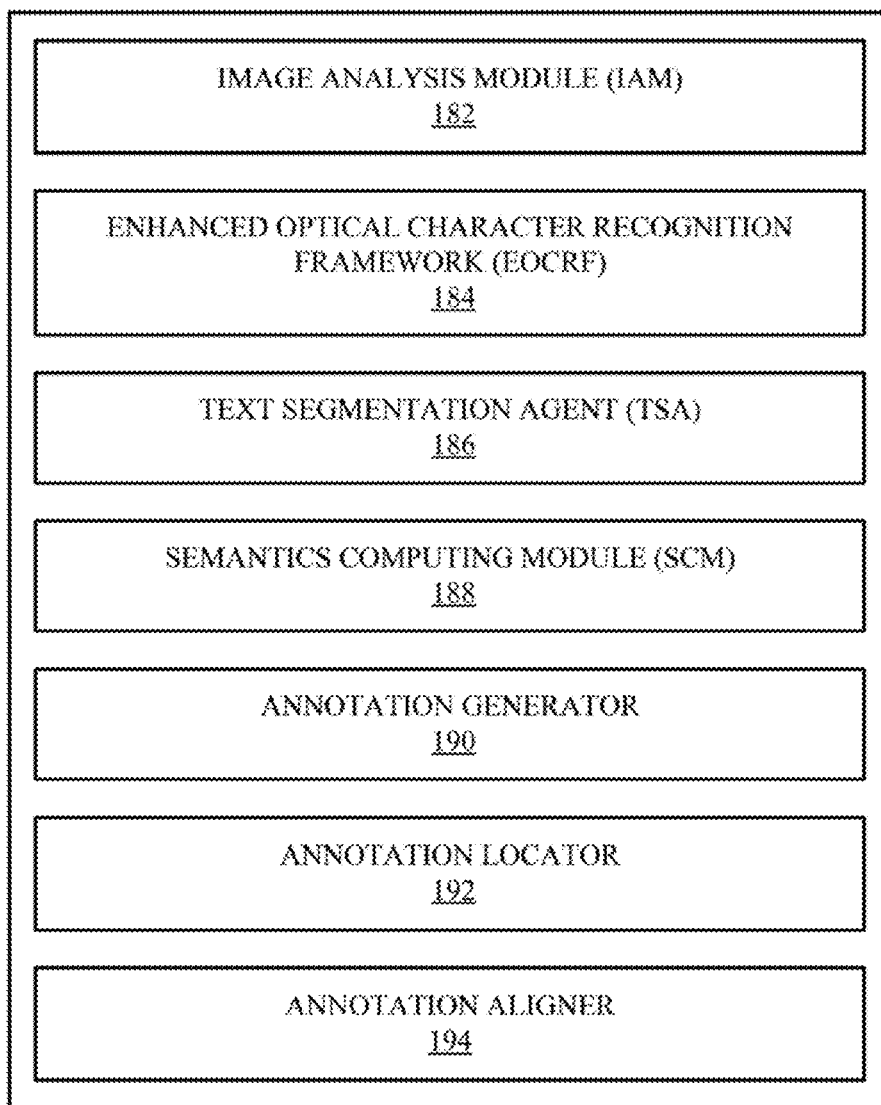 IMAGE ANALYSIS MODULE (IAM)
182
ENHANCED OPTICAL CHARACTER RECOGNITION
FRAMEWORK (EOCRF)
184
TEXT SEGMENTATION AGENT (TSA)
186
SEMANTICS COMPUTING MODULE (SCM)
188
ANNOTATION GENERATOR
190
ANNOTATION LOCATOR
192
ANNOTATION ALIGNER
194